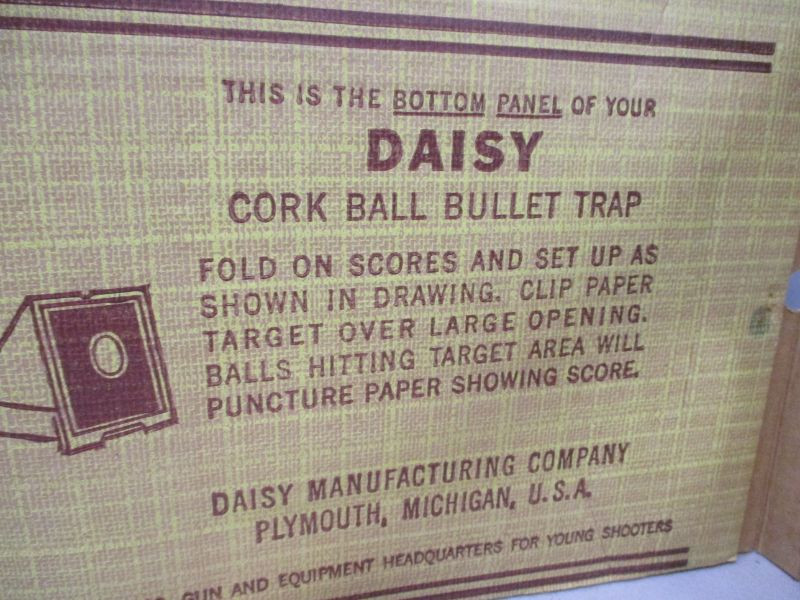 THIS IS THE BOTTOM PANEL OF YOUR
DAISY
CORK BALL BULLET TRAP
FOLD ON SCORES AND SET UP AS
SHOWN IN DRAWING. CLIP PAPER
TARGET OVER LARGE OPENING.
BALLS HITTING TARGET AREA WILL
PUNCTURE PAPER SHOWING SCORE.
DAISY MANUFACTURING COMPANY
PLYMOUTH, MICHIGAN, U.S.A.
GUN AND EQUIPMENT HEADQUARTERS FOR YOUNG SHOOTERS